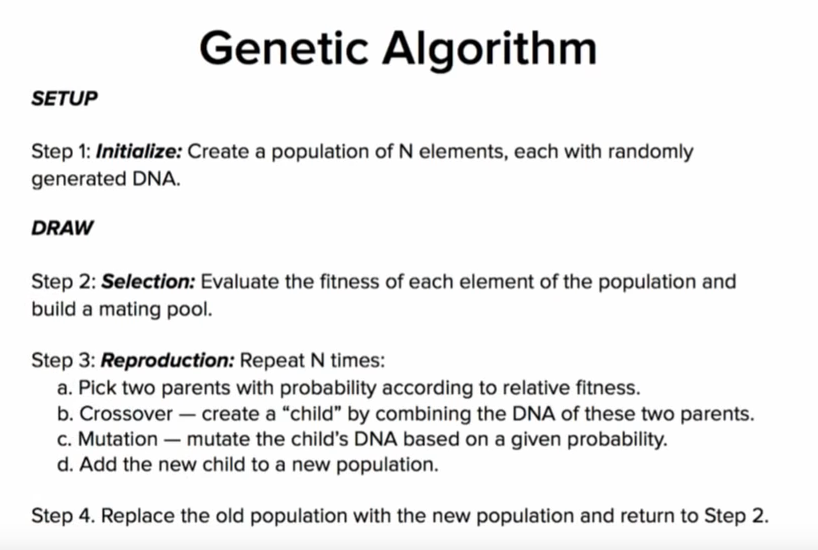 Genetic Algorithm
SETUP
Step 1: Initialize: Create a population of N elements, each with randomly
generated DNA.
DRAW
Step 2: Selection: Evaluate the fitness of each element of the population and
build a mating pool.
Step 3: Reproduction: Repeat N times:
a. Pick two parents with probability according to relative fitness.
b. Crossover — create a “child” by combining the DNA of these two parents.
c. Mutation — mutate the child’s DNA based on a given probability.
d. Add the new child to a new population.
Step 4. Replace the old population with the new population and return to Step 2.